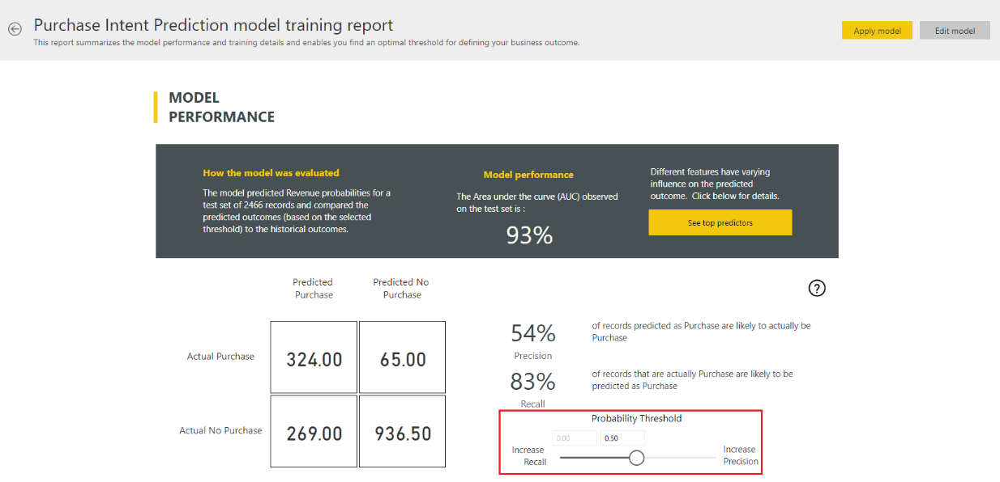 Purchase Intent Prediction model training report
This report summarizes the model performance and training details and enables you find an optimal threshold for defining your business outcome.
Apply model
Edit model
MODEL
PERFORMANCE
How the model was evaluated
The model predicted Revenue probabilities for a
test set of 2466 records and compared the
predicted outcomes (based on the selected
threshold) to the historical outcomes.
Model performance
The Area under the curve (AUC) observed
on the test set is :
93%
Different features have varying
influence on the predicted
outcome. Click below for details.
See top predictors
Predicted
Purchase
Predicted No
Purchase
?
Actual Purchase
324.00
65.00
Actual No Purchase
269.00
936.50
54%
Precision
of records predicted as Purchase are likely to actually be
Purchase
83%
Recall
of records that are actually Purchase are likely to be
predicted as Purchase
Probability Threshold
0.00
0.50
Increase
Recall
Increase
Precision